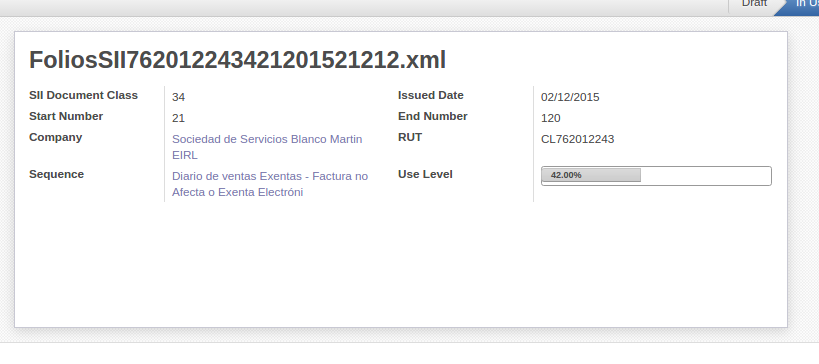 Draft In Us
FoliosSII7620122434212015​21212.xml
SII Document Class 34 Issued Date 02/12/2015
Start Number 21 End Number 120
Company Sociedad de Servicios Blanco Martin RUT CL762012243
EIRL
Sequence Diario de ventas Exentas - Factura no Use Level 42.00%
Afecta o Exenta Electróni